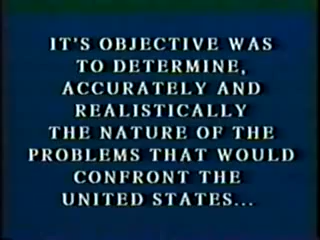 IT'S OBJECTIVE WAS
TO DETERMINE,
ACCURATELY AND
REALISTICALLY
THE NATURE OF THE
PROBLEMS THAT WOULD
CONFRONT THE
UNITED STATES...